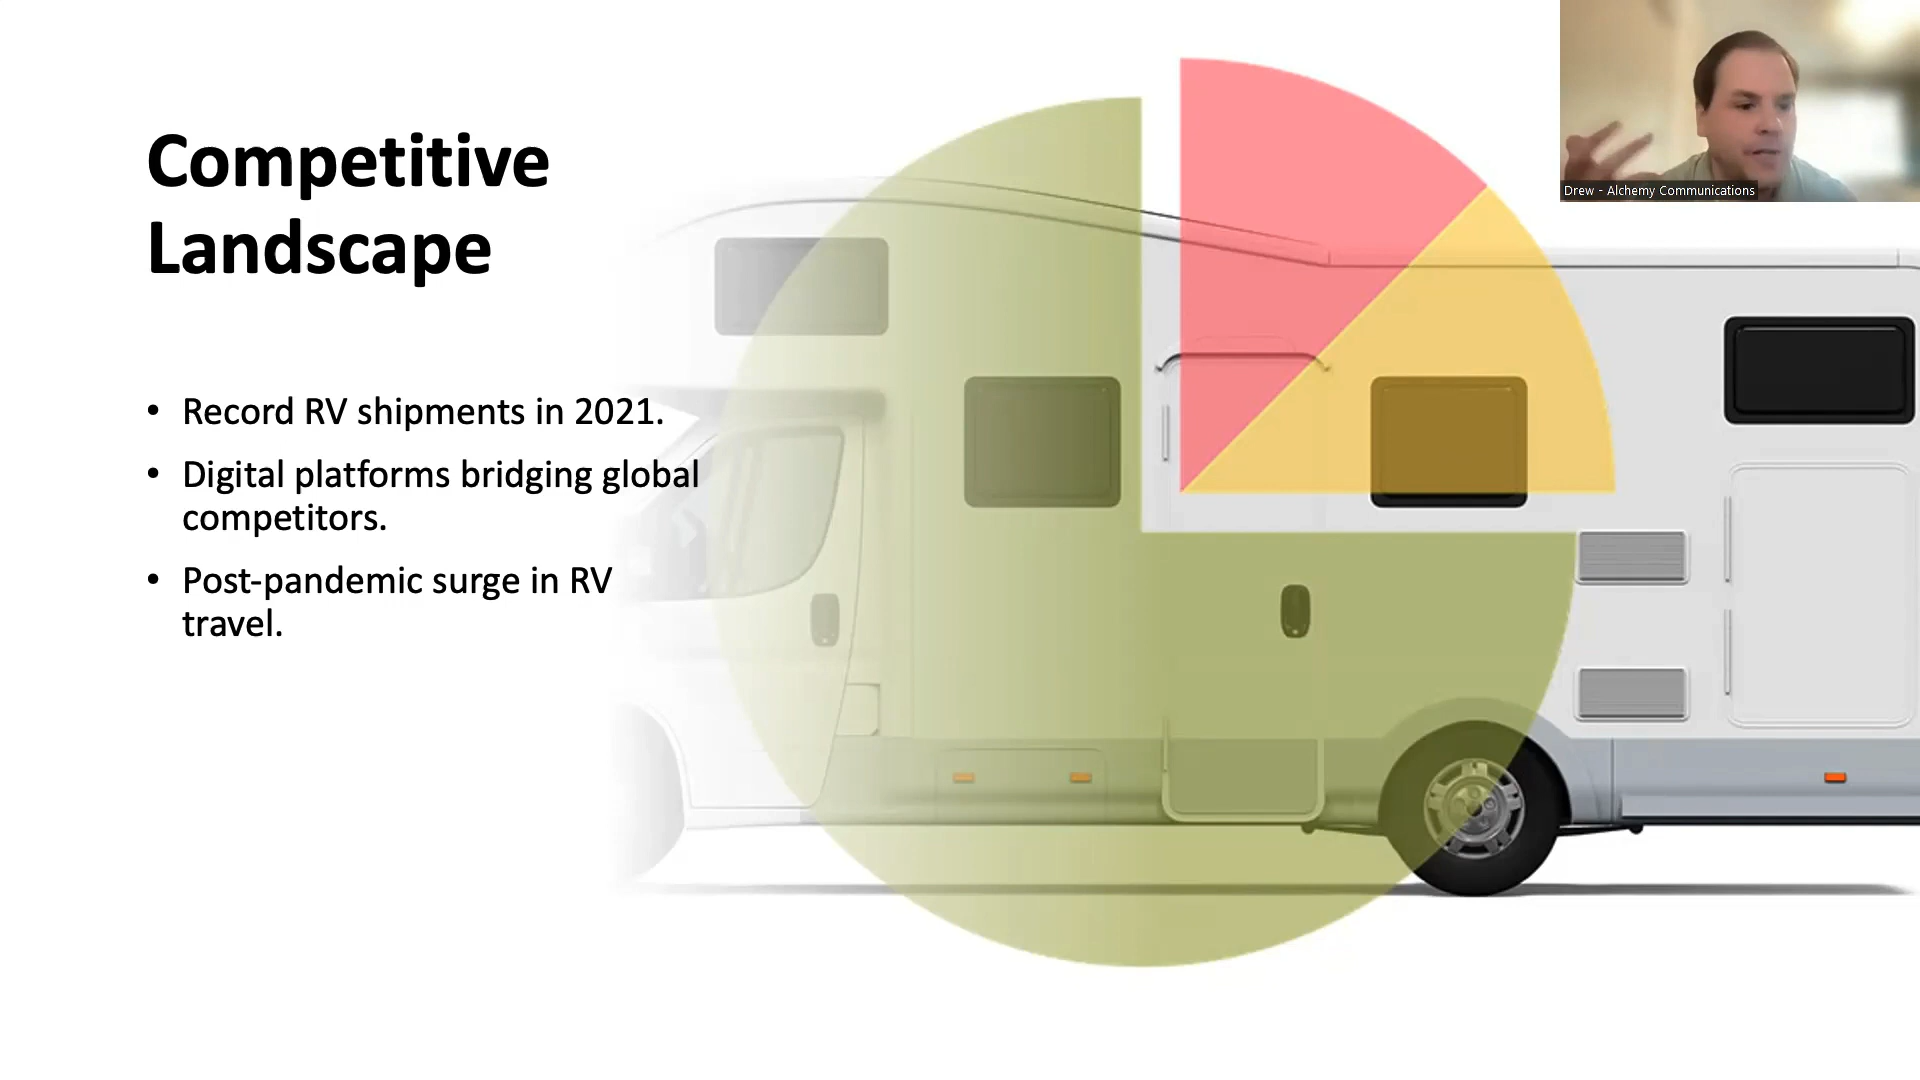 Competitive
Landscape
• Record RV shipments in 2021.
• Digital platforms bridging global
competitors.
• Post-pandemic surge in RV
travel.
Drew - Alchemy Communications